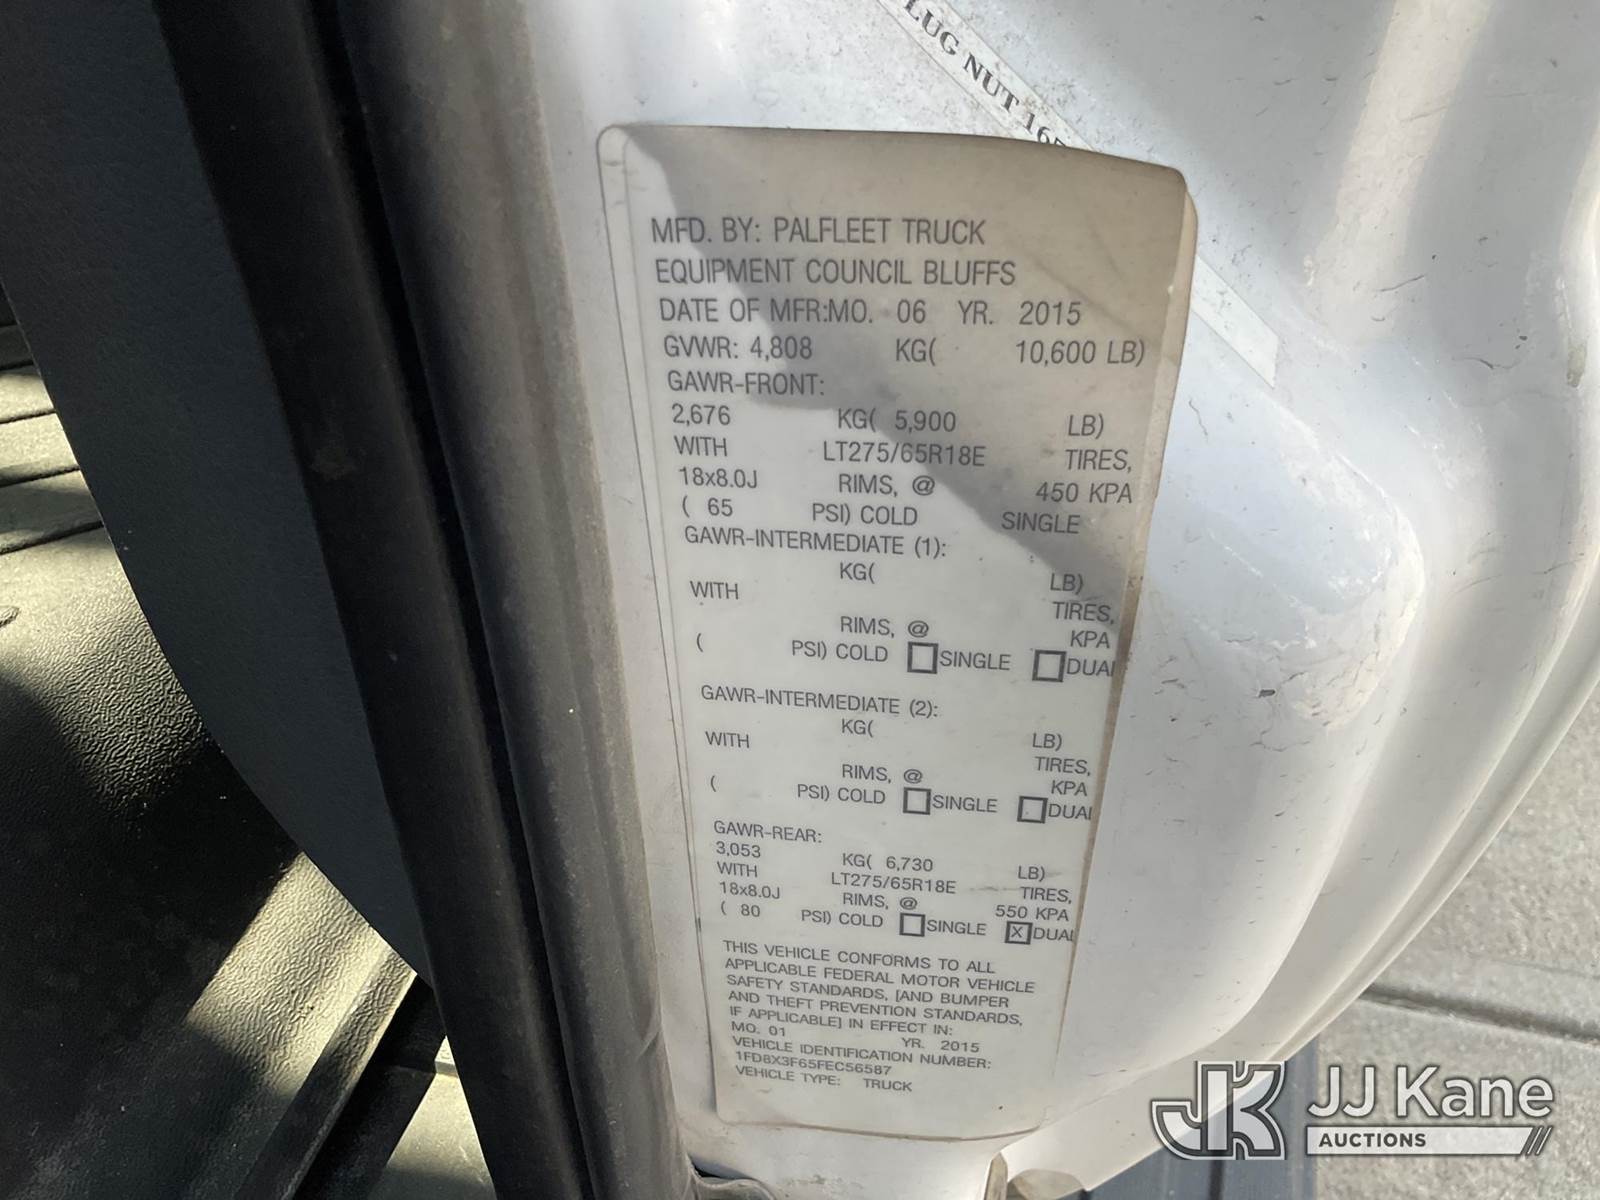 LUG NUT
MFD. BY: PALFLEET TRUCK
EQUIPMENT COUNCIL BLUFFS
DATE OF MFR:MO. 06 YR. 2015
GVWR: 4,808 KG( 10,600 LB)
GAWR-FRONT:
2,676 KG( 5,900 LB)
WITH LT275/65R18E TIRES,
18x8.0J RIMS, @ 450 KPA
( 65 PSI) COLD SINGLE
GAWR-INTERMEDIATE (1):
KG( LB)
WITH TIRES,
RIMS, @ KPA
( PSI) COLD SINGLE DUAL
GAWR-INTERMEDIATE (2):
KG( LB)
WITH TIRES,
RIMS, @ KPA
( PSI) COLD SINGLE DUAL
GAWR-REAR:
3,053 KG( 6,730 LB)
WITH LT275/65R18E TIRES,
18x8.0J RIMS, @ 550 KPA
( 80 PSI) COLD SINGLE X DUAL
THIS VEHICLE CONFORMS TO ALL
APPLICABLE FEDERAL MOTOR VEHICLE
SAFETY STANDARDS, [AND BUMPER
AND THEFT PREVENTION STANDARDS,
IF APPLICABLE] IN EFFECT IN:
MO. 01 YR. 2015
VEHICLE IDENTIFICATION NUMBER:
1FD8X3F65FEC56587
VEHICLE TYPE: TRUCK
JK JJ Kane
AUCTIONS